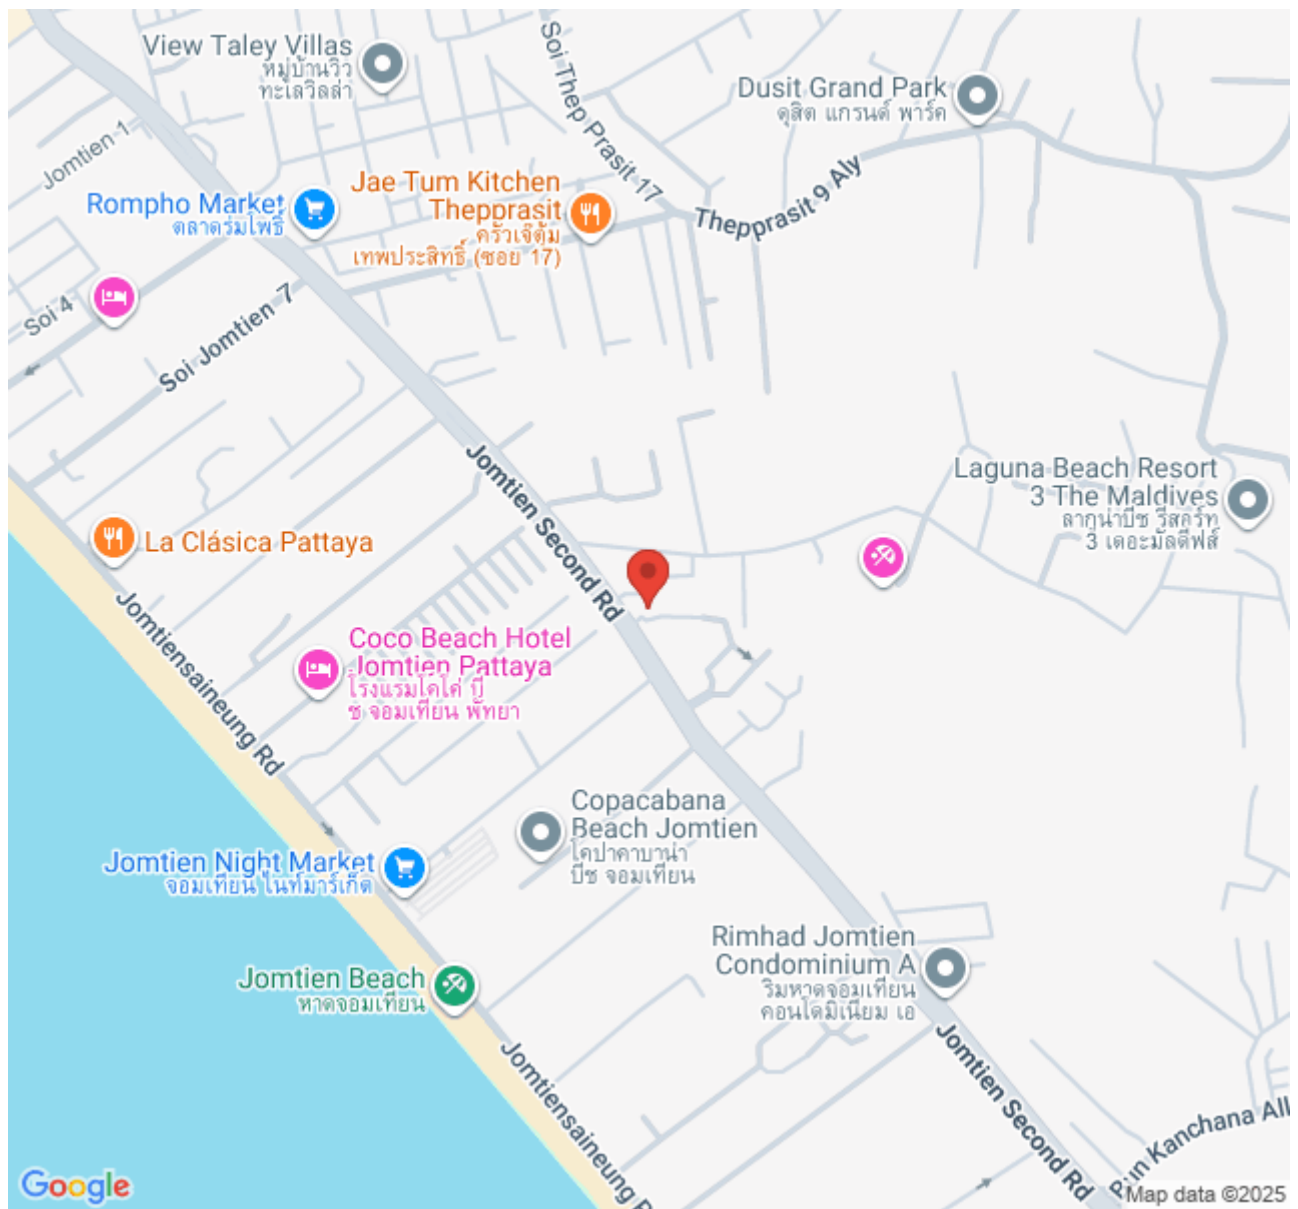 View Taley Villas
หมู่บ้านวิว
ทะเลวิลล่า
Soi Thep Prasit 17
Dusit Grand Park
ดุสิต แกรนด์ พาร์ค
Jomtien 1
Rompho Market
ตลาดร่มโพธิ์
Jae Tum Kitchen
Thepprasit
ครัวเจ๊ตุ้ม
เทพประสิทธิ์ (ซอย 17)
Thepprasit 9 Aly
Soi 4
Soi Jomtien 7
Jomtien Second Rd
Laguna Beach Resort
3 The Maldives
ลากูน่าบีช รีสอร์ท
3 เดอะมัลดีฟส์
La Clásica Pattaya
Jomtiensaineung Rd
Coco Beach Hotel
Jomtien Pattaya
โรงแรมโคโค่ บี
ช จอมเทียน พัทยา
Copacabana
Beach Jomtien
โคปาคาบาน่า
บีช จอมเทียน
Jomtien Night Market
จอมเทียน ไนท์มาร์เก็ต
Rimhad Jomtien
Condominium A
ริมหาดจอมเทียน
คอนโดมิเนียม เอ
Jomtien Beach
หาดจอมเทียน
Jomtiensaineung R
Jomtien Second Rd
Pun Kanchana All
Google
Map data ©2025